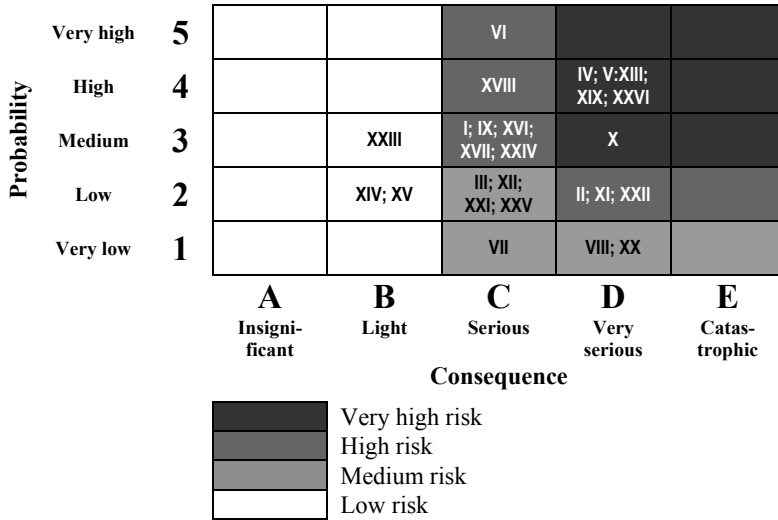 Probability
Very high 5 VI
High 4 XVIII IV; V:XIII;
XIX; XXVI
Medium 3 XXIII I; IX; XVI;
XVII; XXIV X
Low 2 XIV; XV III; XII;
XXI; XXV II; XI; XXII
Very low 1 VII VIII; XX
A B C D E
Insigni-
ficant Light Serious Very
serious Catas-
trophic
Consequence
Very high risk
High risk
Medium risk
Low risk